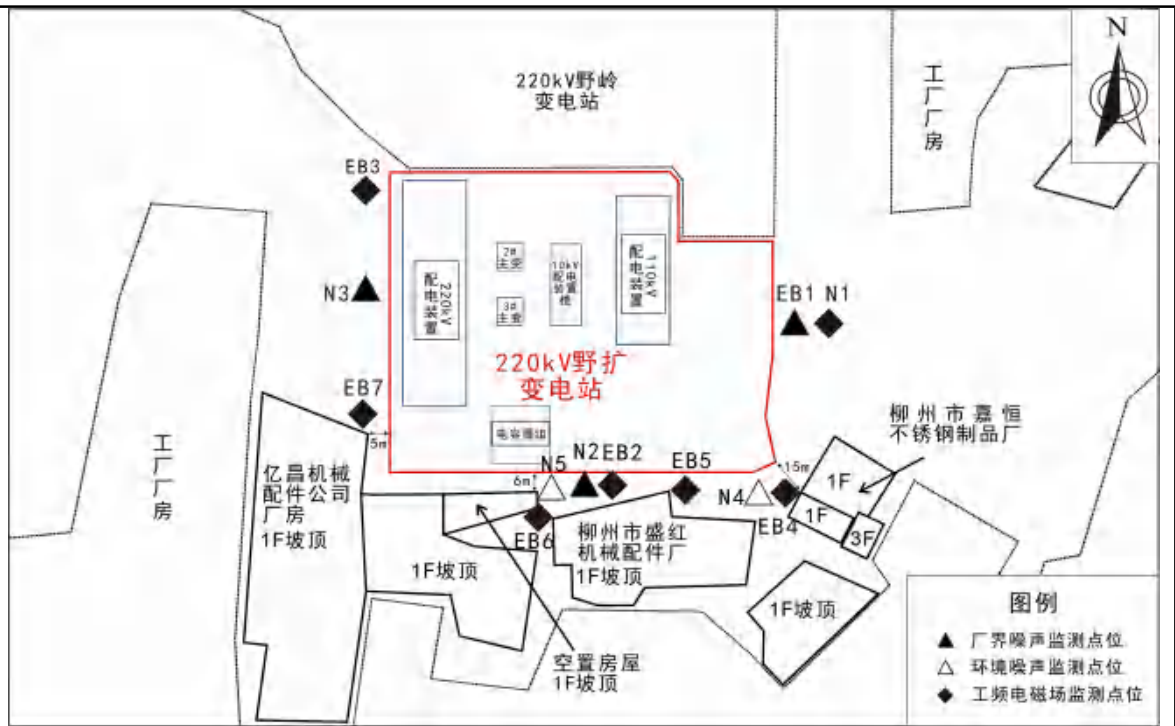 220kV野岭
变电站
N
工厂厂房
EB3
N3
EB7
220kV
配电装置
2#
主变
3#
主变
10kV
配电装置楼
110kV
配电装置
EB1 N1
220kV野扩
变电站
电容器组
5m
6m
15m
N5
N2 EB2
EB5
N4
EB4
EB6
工厂厂房
亿昌机械
配件公司
厂房
1F坡顶
1F坡顶
柳州市盛红
机械配件厂
1F坡顶
柳州市嘉恒
不锈钢制品厂
1F
1F
3F
1F坡顶
空置房屋
1F坡顶
图例
厂界噪声监测点位
环境噪声监测点位
工频电磁场监测点位